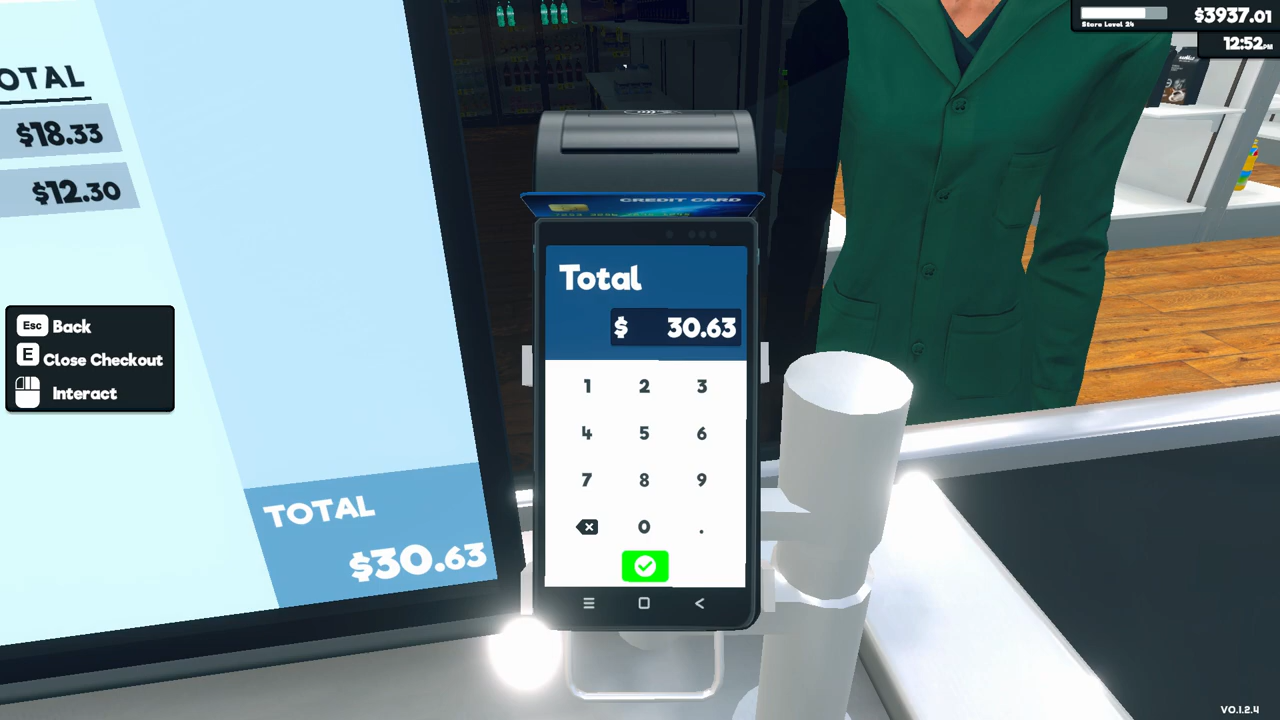 OTAL
$18.33
$12.30
TOTAL
$30.63
Esc Back
E Close Checkout
Interact
CREDIT CARD
Total
$ 30.63
1 2 3
4 5 6
7 8 9
0 .
$3937.01
Store Level 24
12:52PM
V0.1.2.4